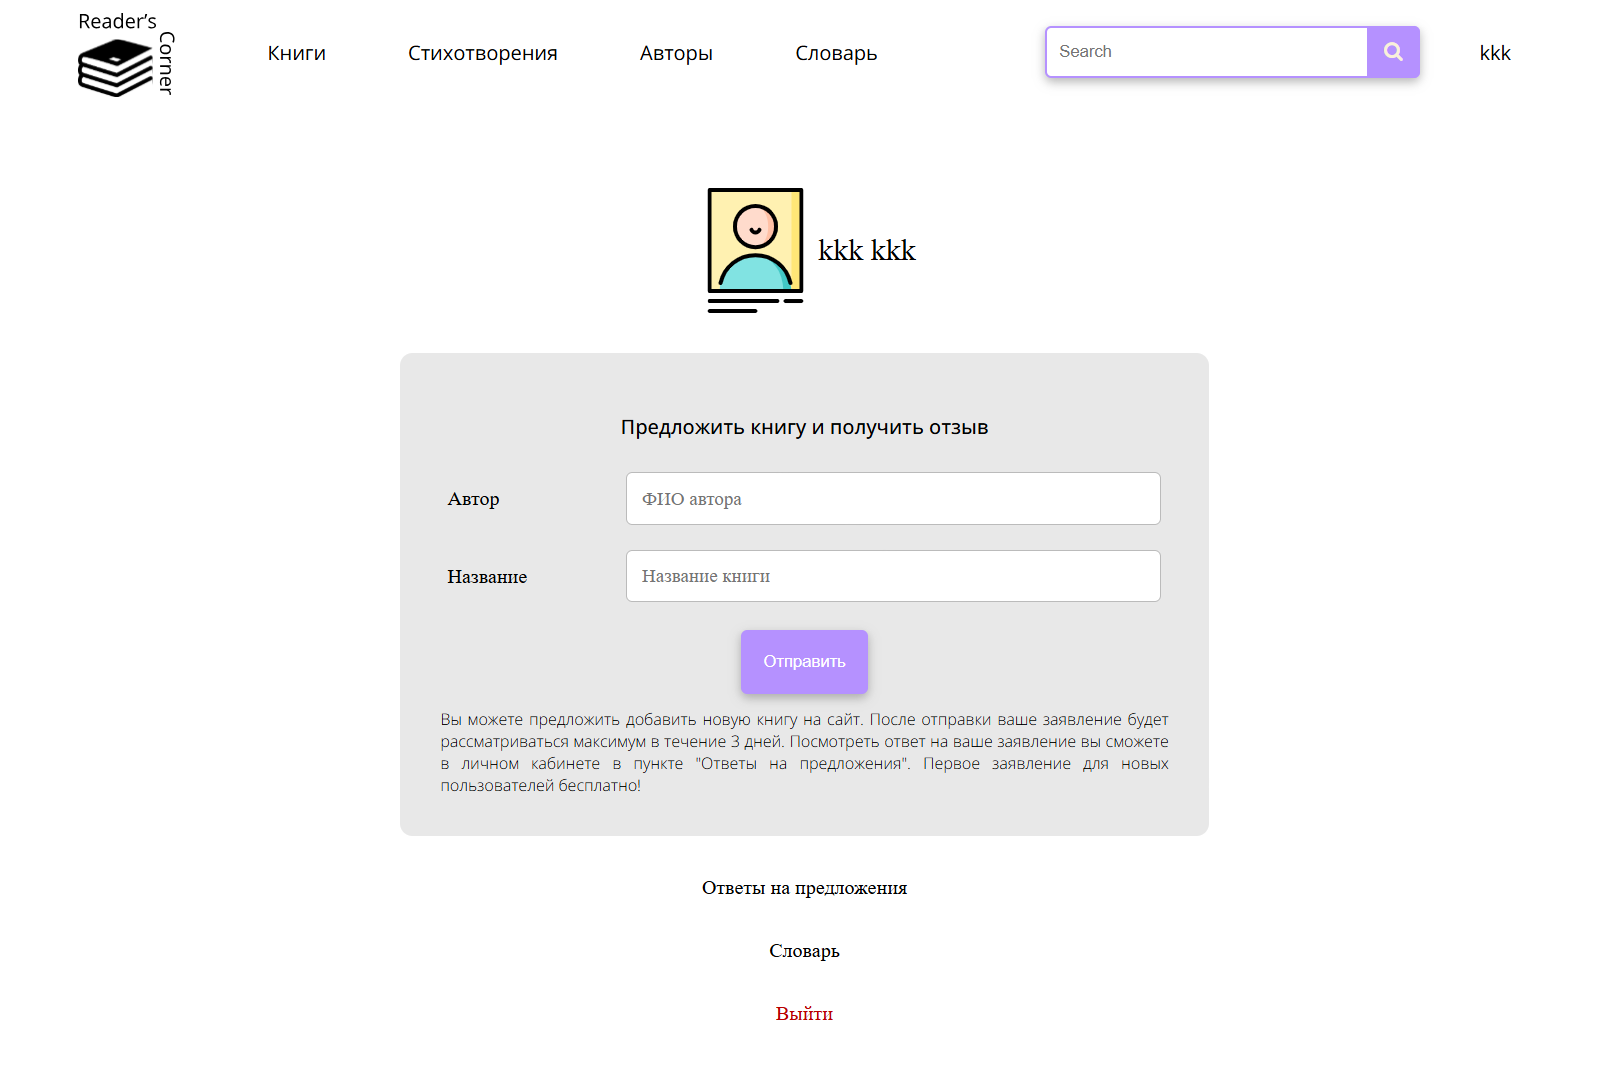 Reader’s
Corner
Книги
Стихотворения
Авторы
Словарь
Search
kkk
kkk kkk
Предложить книгу и получить отзыв
Автор
ФИО автора
Название
Название книги
Отправить
Вы можете предложить добавить новую книгу на сайт. После отправки ваше заявление будет
рассматриваться максимум в течение 3 дней. Посмотреть ответ на ваше заявление вы сможете
в личном кабинете в пункте "Ответы на предложения". Первое заявление для новых
пользователей бесплатно!
Ответы на предложения
Словарь
Выйти